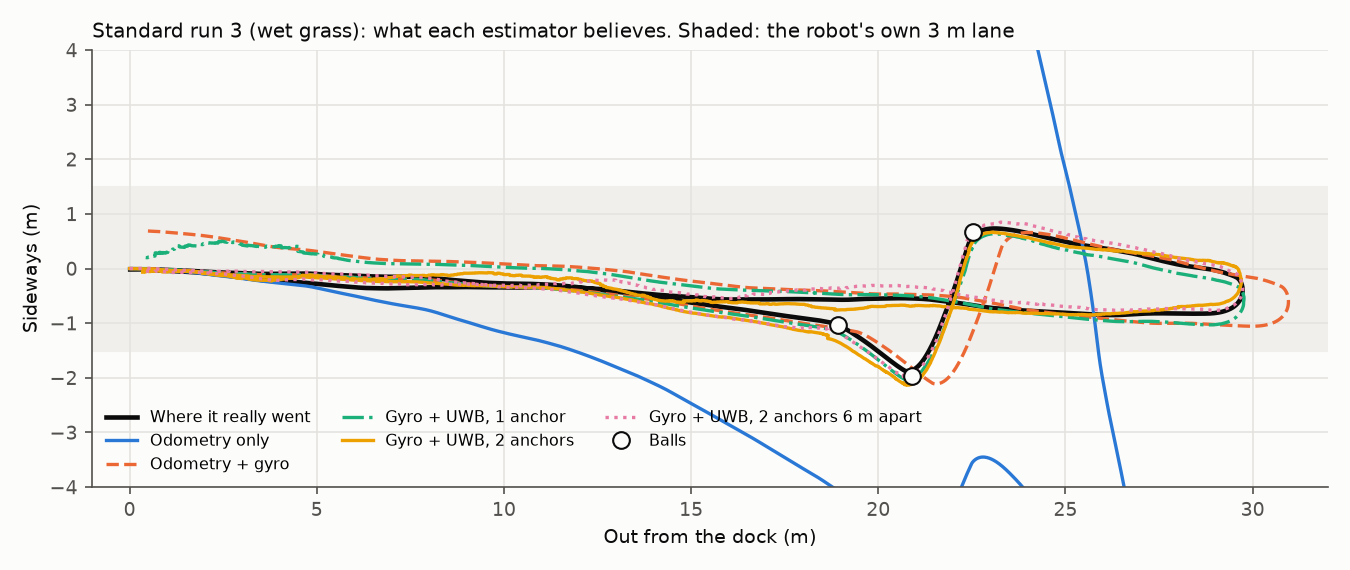 Standard run 3 (wet grass): what each estimator believes. Shaded: the robot's own 3 m lane
4
3
2
1
0
−1
−2
−3
−4
Sideways (m)
Where it really went
Odometry only
Odometry + gyro
Gyro + UWB, 1 anchor
Gyro + UWB, 2 anchors
Gyro + UWB, 2 anchors 6 m apart
Balls
0 5 10 15 20 25 30
Out from the dock (m)